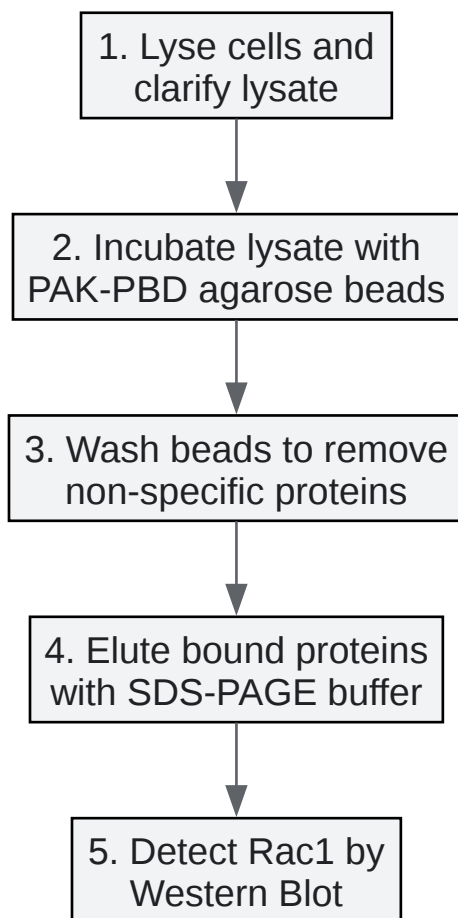 1. Lyse cells and
clarify lysate
2. Incubate lysate with
PAK-PBD agarose beads
3. Wash beads to remove
non-specific proteins
4. Elute bound proteins
with SDS-PAGE buffer
5. Detect Rac1 by
Western Blot